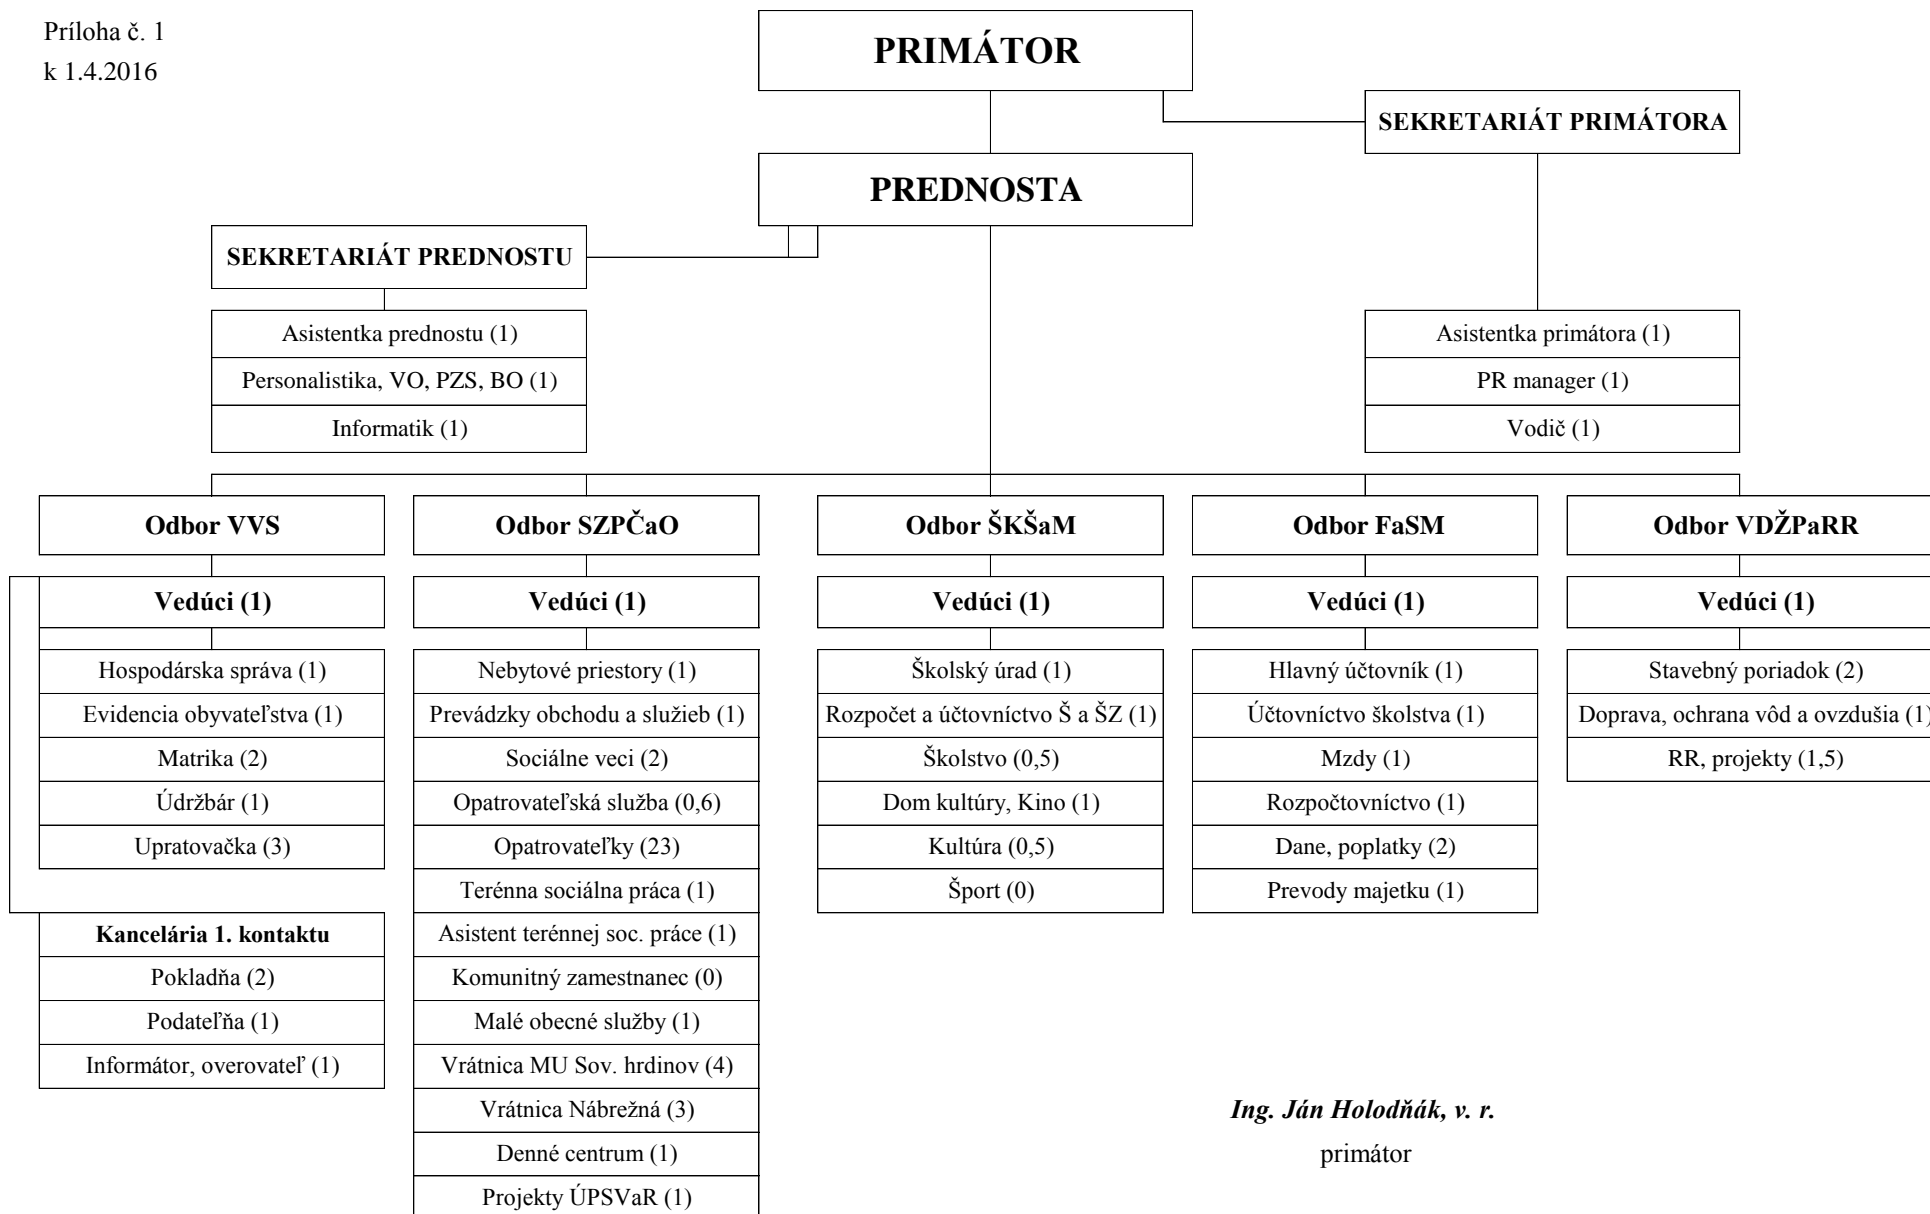 Príloha č. 1
k 1.4.2016
PRIMÁTOR
SEKRETARIÁT PRIMÁTORA
PREDNOSTA
SEKRETARIÁT PREDNOSTU
Asistentka prednostu (1)
Personalistika, VO, PZS, BO (1)
Informatik (1)
Asistentka primátora (1)
PR manager (1)
Vodič (1)
Odbor VVS
Vedúci (1)
Hospodárska správa (1)
Evidencia obyvateľstva (1)
Matrika (2)
Údržbár (1)
Upratovačka (3)
Kancelária 1. kontaktu
Pokladňa (2)
Podateľňa (1)
Informátor, overovateľ (1)
Odbor SZPČaO
Vedúci (1)
Nebytové priestory (1)
Prevádzky obchodu a služieb (1)
Sociálne veci (2)
Opatrovateľská služba (0,6)
Opatrovateľky (23)
Terénna sociálna práca (1)
Asistent terénnej soc. práce (1)
Komunitný zamestnanec (0)
Malé obecné služby (1)
Vrátnica MU Sov. hrdinov (4)
Vrátnica Nábrežná (3)
Denné centrum (1)
Projekty ÚPSVaR (1)
Odbor ŠKŠaM
Vedúci (1)
Školský úrad (1)
Rozpočet a účtovníctvo Š a ŠZ (1)
Školstvo (0,5)
Dom kultúry, Kino (1)
Kultúra (0,5)
Šport (0)
Odbor FaSM
Vedúci (1)
Hlavný účtovník (1)
Účtovníctvo školstva (1)
Mzdy (1)
Rozpočtovníctvo (1)
Dane, poplatky (2)
Prevody majetku (1)
Odbor VDŽPaRR
Vedúci (1)
Stavebný poriadok (2)
Doprava, ochrana vôd a ovzdušia (1)
RR, projekty (1,5)
Ing. Ján Holodňák, v. r.
primátor